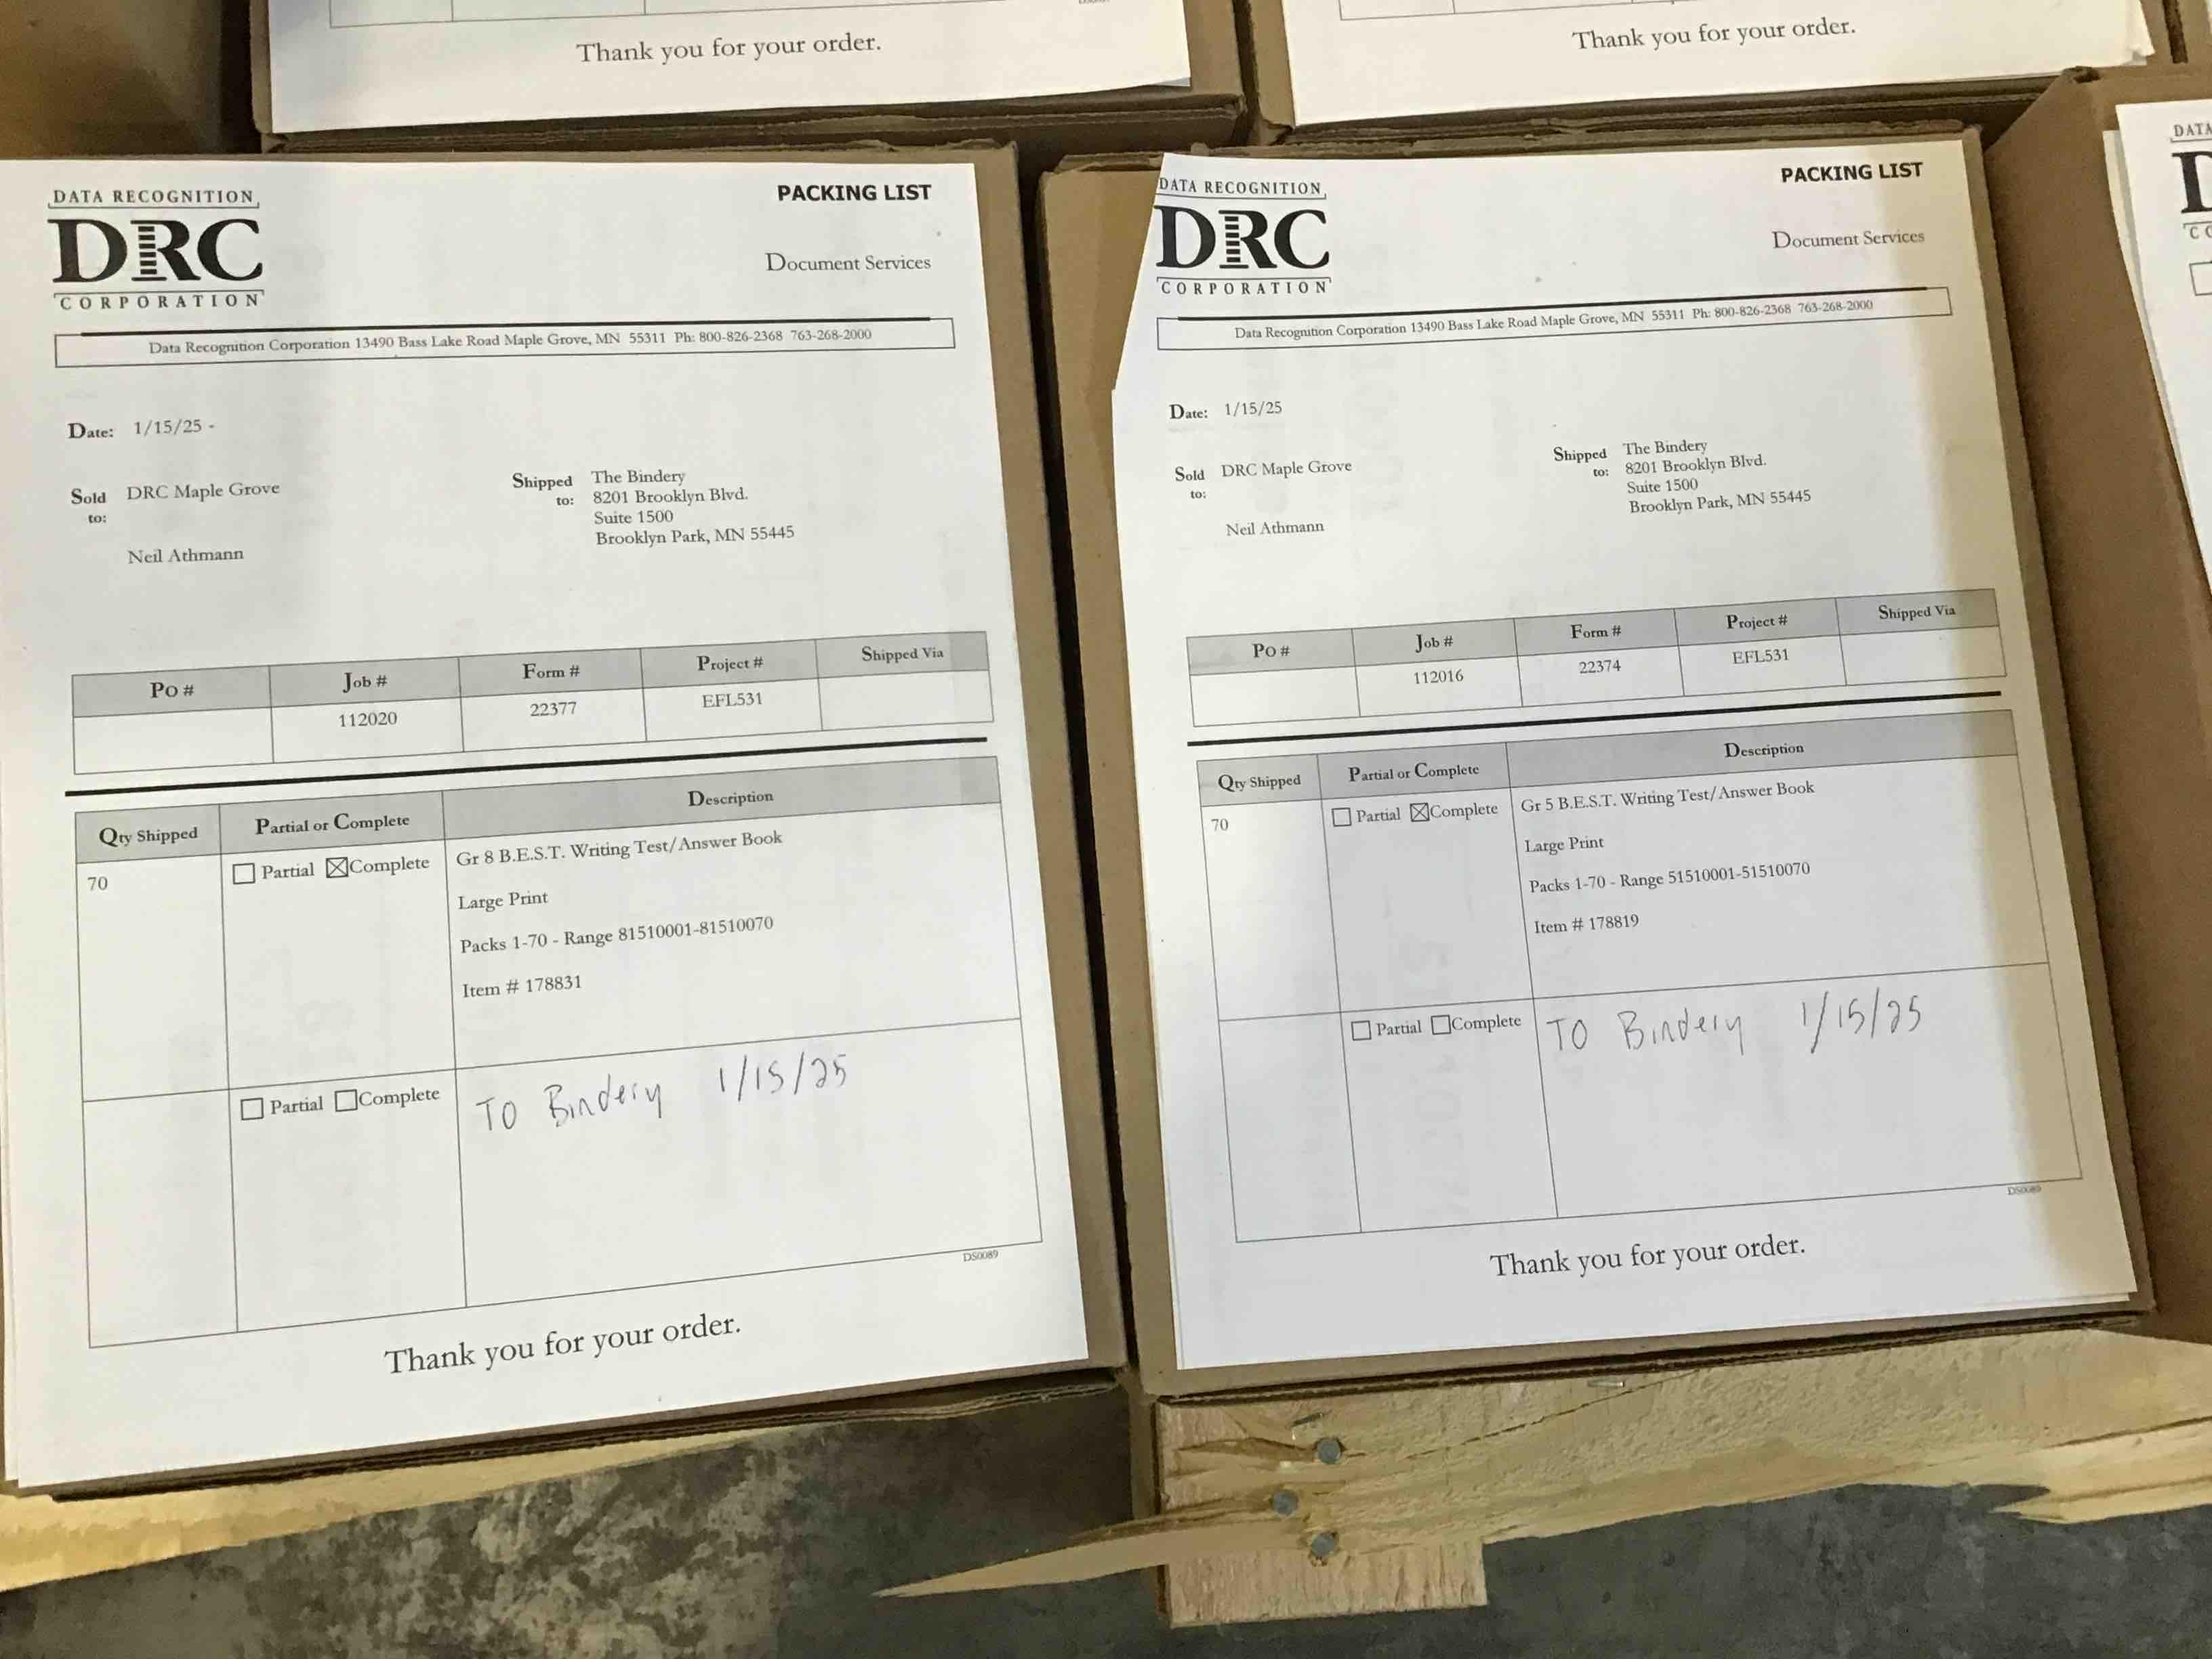 Thank you for your order.
Thank you for your order.
DATA RECOGNITION
DRC
CORPORATION
PACKING LIST
Document Services
Data Recognition Corporation 13490 Bass Lake Road Maple Grove, MN 55311 Ph: 800-826-2368 763-268-2000
Date: 1/15/25 -
Sold to: DRC Maple Grove
Neil Athmann
Shipped to: The Bindery
8201 Brooklyn Blvd.
Suite 1500
Brooklyn Park, MN 55445
Po # Job # Form # Project # Shipped Via
112020 22377 EFL531
Qty Shipped Partial or Complete Description
70 Partial Complete Gr 8 B.E.S.T. Writing Test/Answer Book
Large Print
Packs 1-70 - Range 81510001-81510070
Item # 178831
Partial Complete TO Bindery 1/15/25
DS0089
Thank you for your order.
DATA RECOGNITION
DRC
CORPORATION
PACKING LIST
Document Services
Data Recognition Corporation 13490 Bass Lake Road Maple Grove, MN 55311 Ph: 800-826-2368 763-268-2000
Date: 1/15/25
Sold to: DRC Maple Grove
Neil Athmann
Shipped to: The Bindery
8201 Brooklyn Blvd.
Suite 1500
Brooklyn Park, MN 55445
Po # Job # Form # Project # Shipped Via
112016 22374 EFL531
Qty Shipped Partial or Complete Description
70 Partial Complete Gr 5 B.E.S.T. Writing Test/Answer Book
Large Print
Packs 1-70 - Range 51510001-51510070
Item # 178819
Partial Complete TO Bindery 1/15/25
DS0089
Thank you for your order.
DATA
D
CO